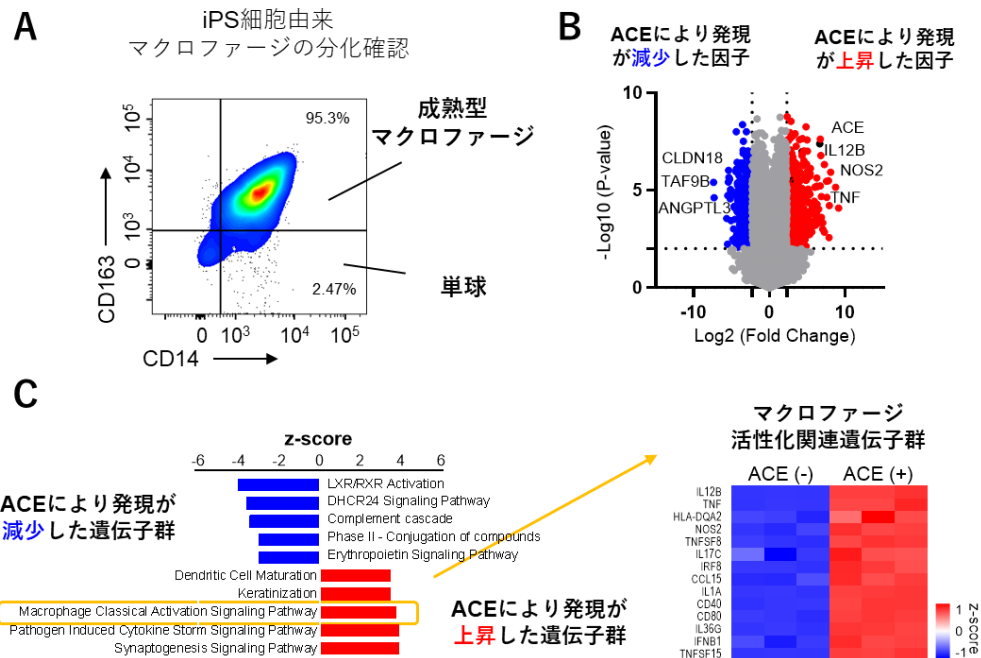 A
iPS細胞由来
マクロファージの分化確認
95.3%
成熟型
マクロファージ
単球
2.47%
CD163
10⁵
10⁴
10³
0
0 10³ 10⁴ 10⁵
CD14
B
ACEにより発現
が減少した因子
ACEにより発現
が上昇した因子
10
5
0
-Log10 (P-value)
CLDN18
TAF9B
ANGPTL3
ACE
IL12B
NOS2
TNF
-10 0 10
Log2 (Fold Change)
C
z-score
-6 -4 -2 0 2 4 6
ACEにより発現が
減少した遺伝子群
LXR/RXR Activation
DHCR24 Signaling Pathway
Complement cascade
Phase II - Conjugation of compounds
Erythropoietin Signaling Pathway
Dendritic Cell Maturation
Keratinization
Macrophage Classical Activation Signaling Pathway
Pathogen Induced Cytokine Storm Signaling Pathway
Synaptogenesis Signaling Pathway
ACEにより発現が
上昇した遺伝子群
マクロファージ
活性化関連遺伝子群
ACE (-) ACE (+)
IL12B
TNF
HLA-DQA2
NOS2
TNFSF8
IL17C
IRF8
CCL15
IL1A
CD40
CD80
IL36G
IFNB1
TNFSF15
1
0
-1
z-score